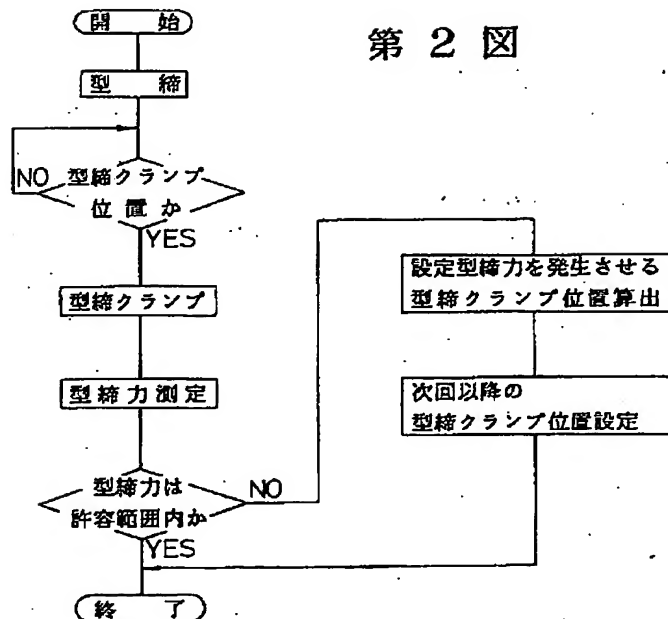 第2図
開始
型締
NO
型締クランプ
位置か
YES
型締クランプ
型締力測定
型締力は
許容範囲内か
NO
YES
設定型締力を発生させる
型締クランプ位置算出
次回以降の
型締クランプ位置設定
終了